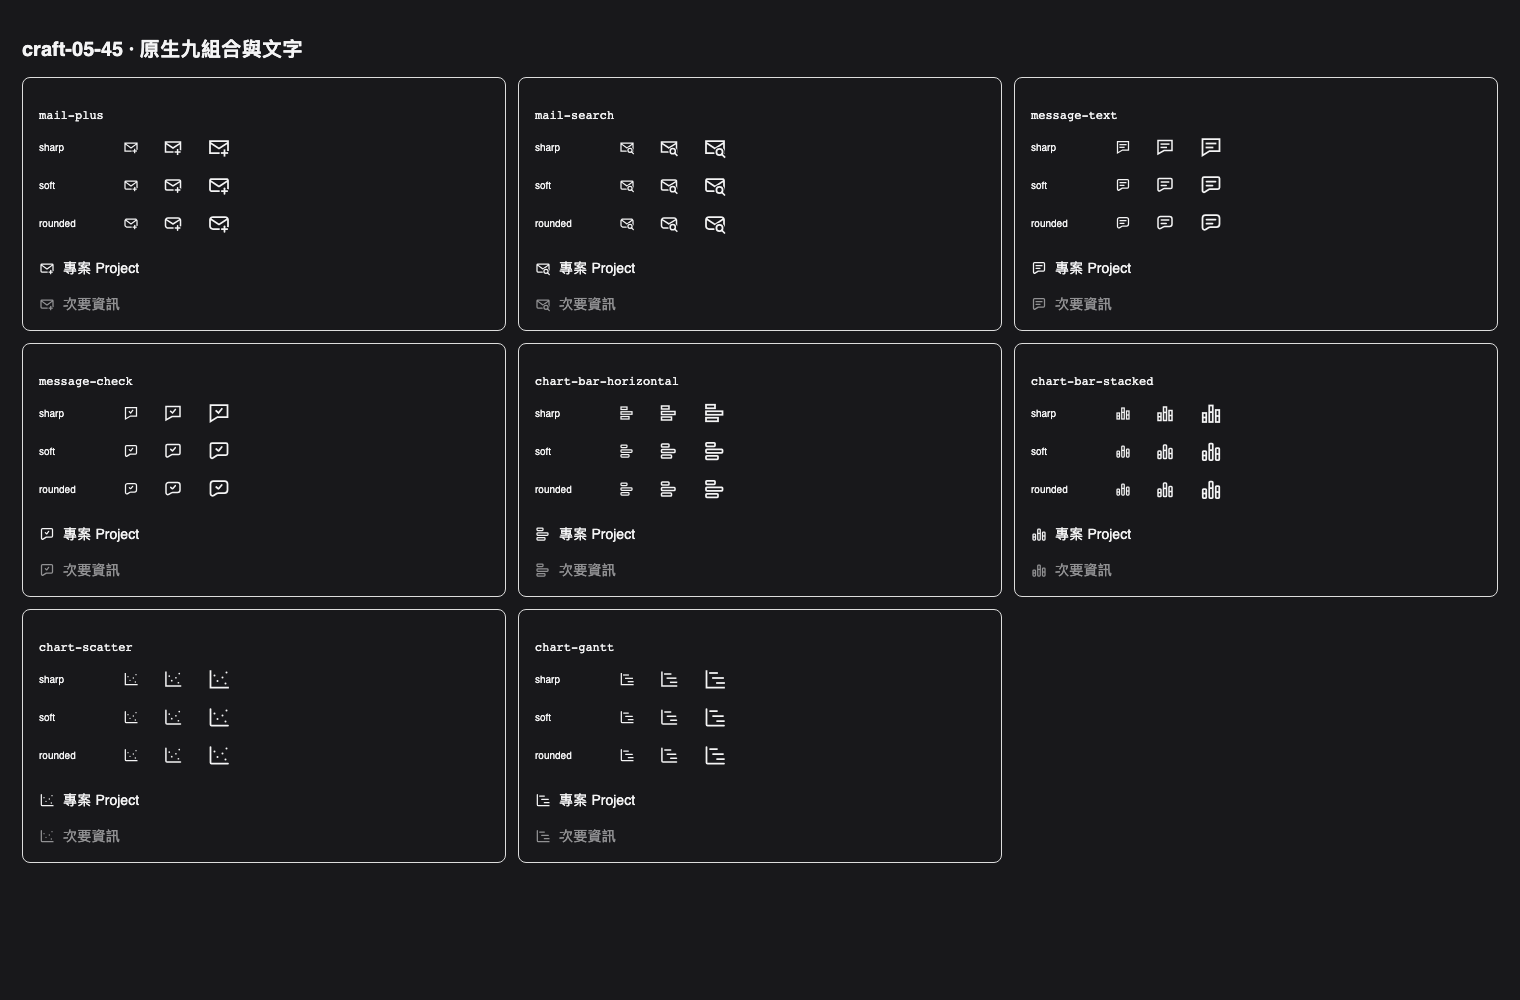 craft-05-45 · 原生九組合與文字
mail-plus
sharp
soft
rounded
專案 Project
次要資訊
mail-search
sharp
soft
rounded
專案 Project
次要資訊
message-text
sharp
soft
rounded
專案 Project
次要資訊
message-check
sharp
soft
rounded
專案 Project
次要資訊
chart-bar-horizontal
sharp
soft
rounded
專案 Project
次要資訊
chart-bar-stacked
sharp
soft
rounded
專案 Project
次要資訊
chart-scatter
sharp
soft
rounded
專案 Project
次要資訊
chart-gantt
sharp
soft
rounded
專案 Project
次要資訊